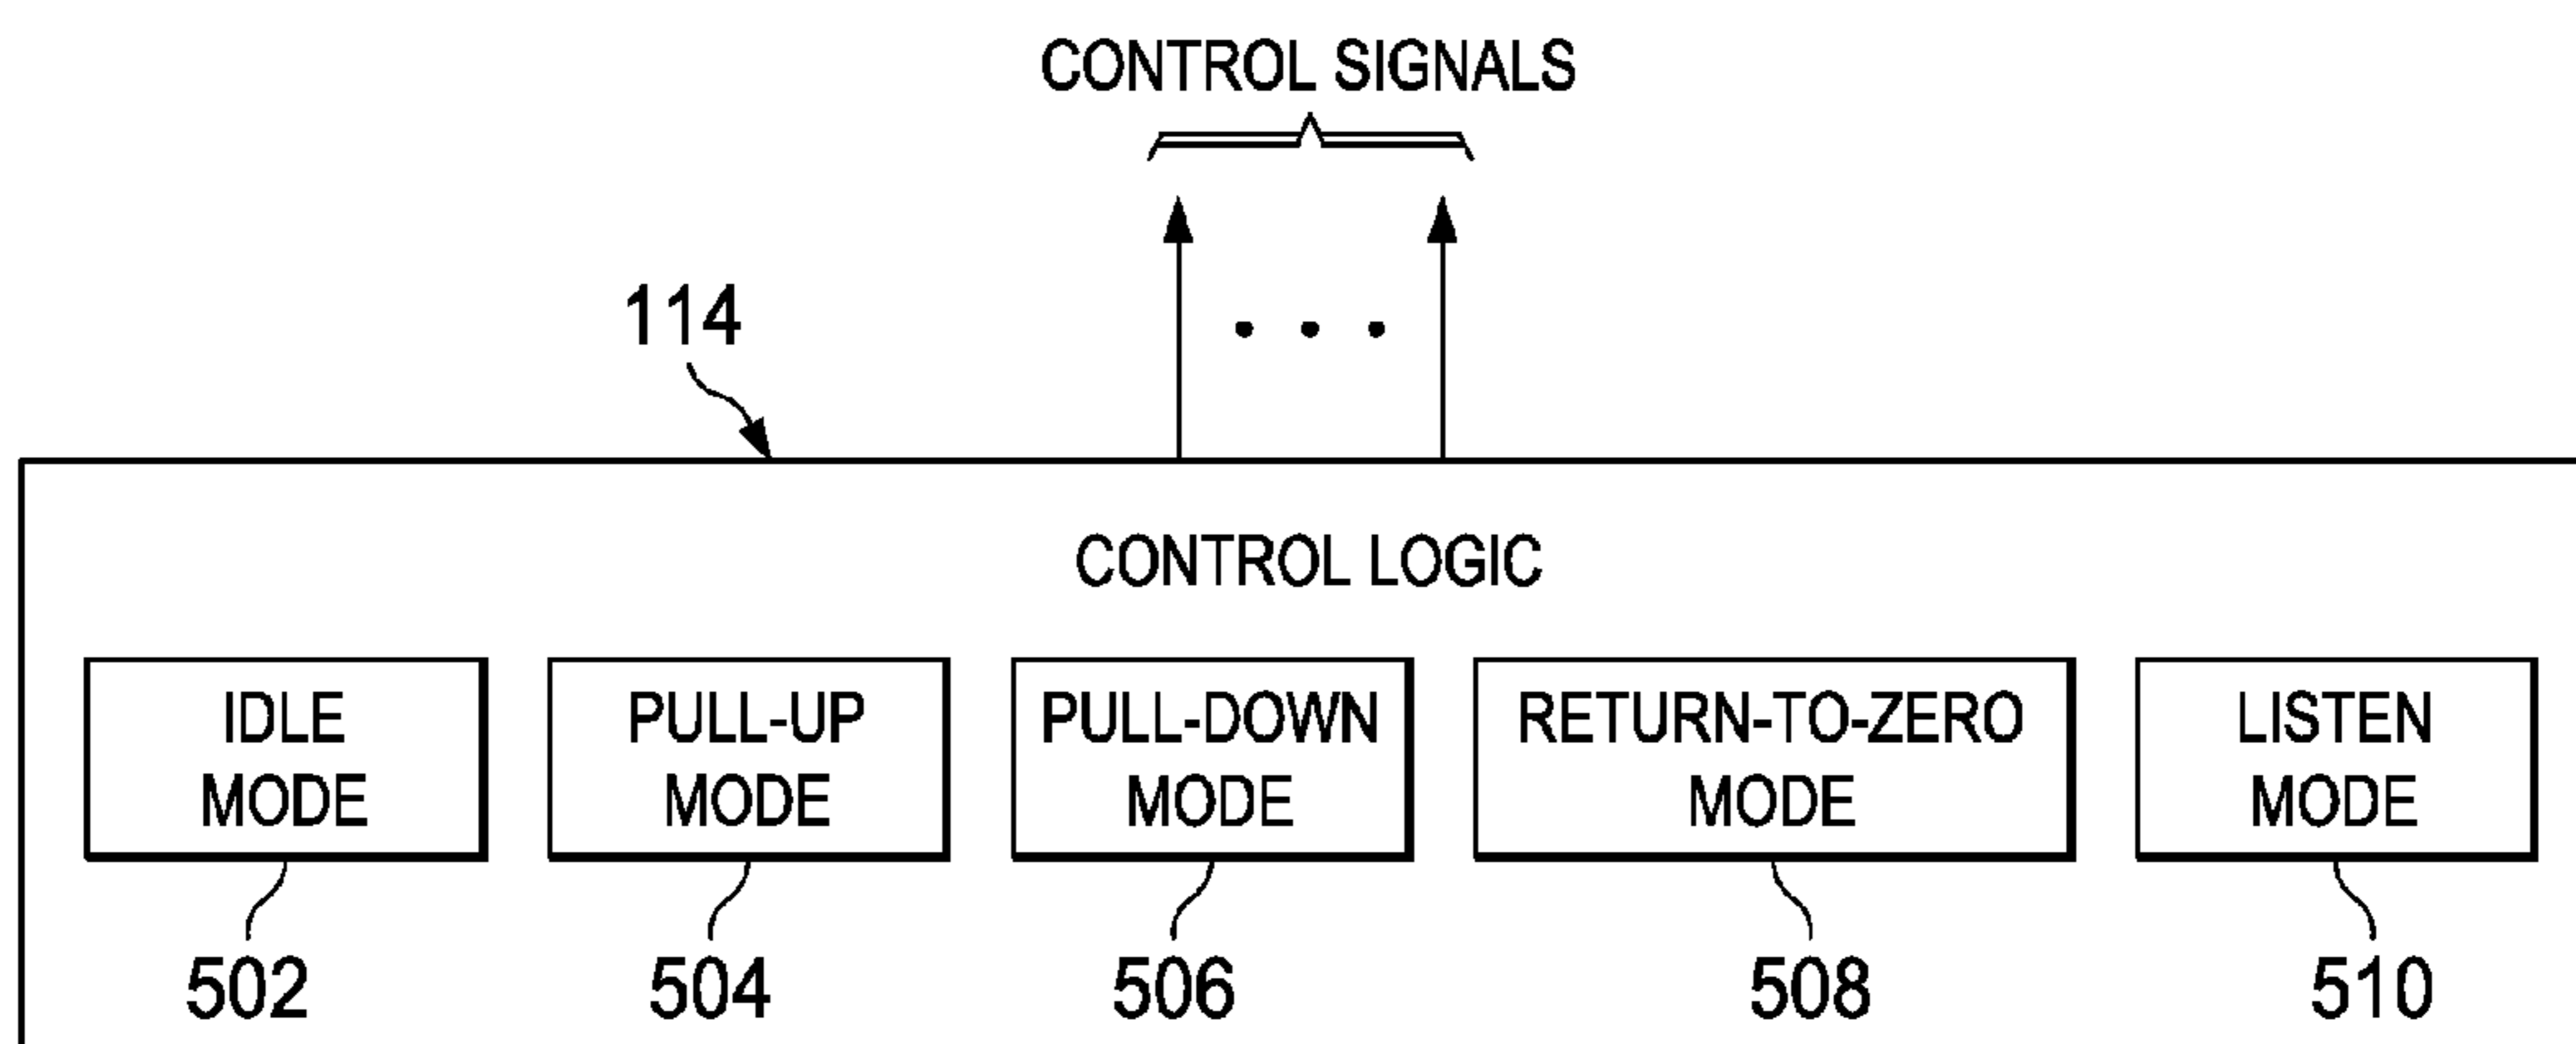 CONTROL SIGNALS
114
CONTROL LOGIC
IDLE
MODE
PULL-UP
MODE
PULL-DOWN
MODE
RETURN-TO-ZERO
MODE
LISTEN
MODE
502
504
506
508
510